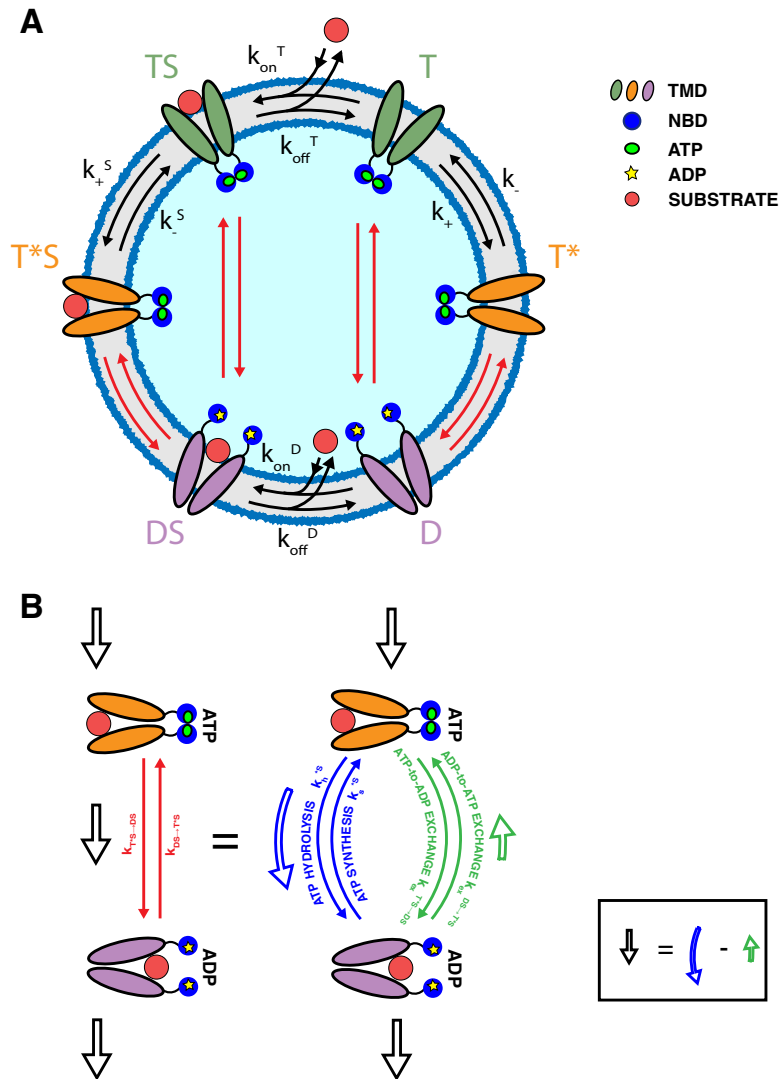 A
TS
T
k_on^T
k_off^T
k_+^S
k_-^S
k_-
k_+
T*S
T*
k_on^D
k_off^D
DS
D
TMD
NBD
ATP
ADP
SUBSTRATE
B
ATP
k_T*S→DS
k_DS→T*S
ADP
=
ATP
ATP HYDROLYSIS k_h^*S
ATP SYNTHESIS k_s^*S
ATP-to-ADP EXCHANGE k_ex^T*S→DS
ADP-to-ATP EXCHANGE k_ex^DS→T*S
ADP
= -